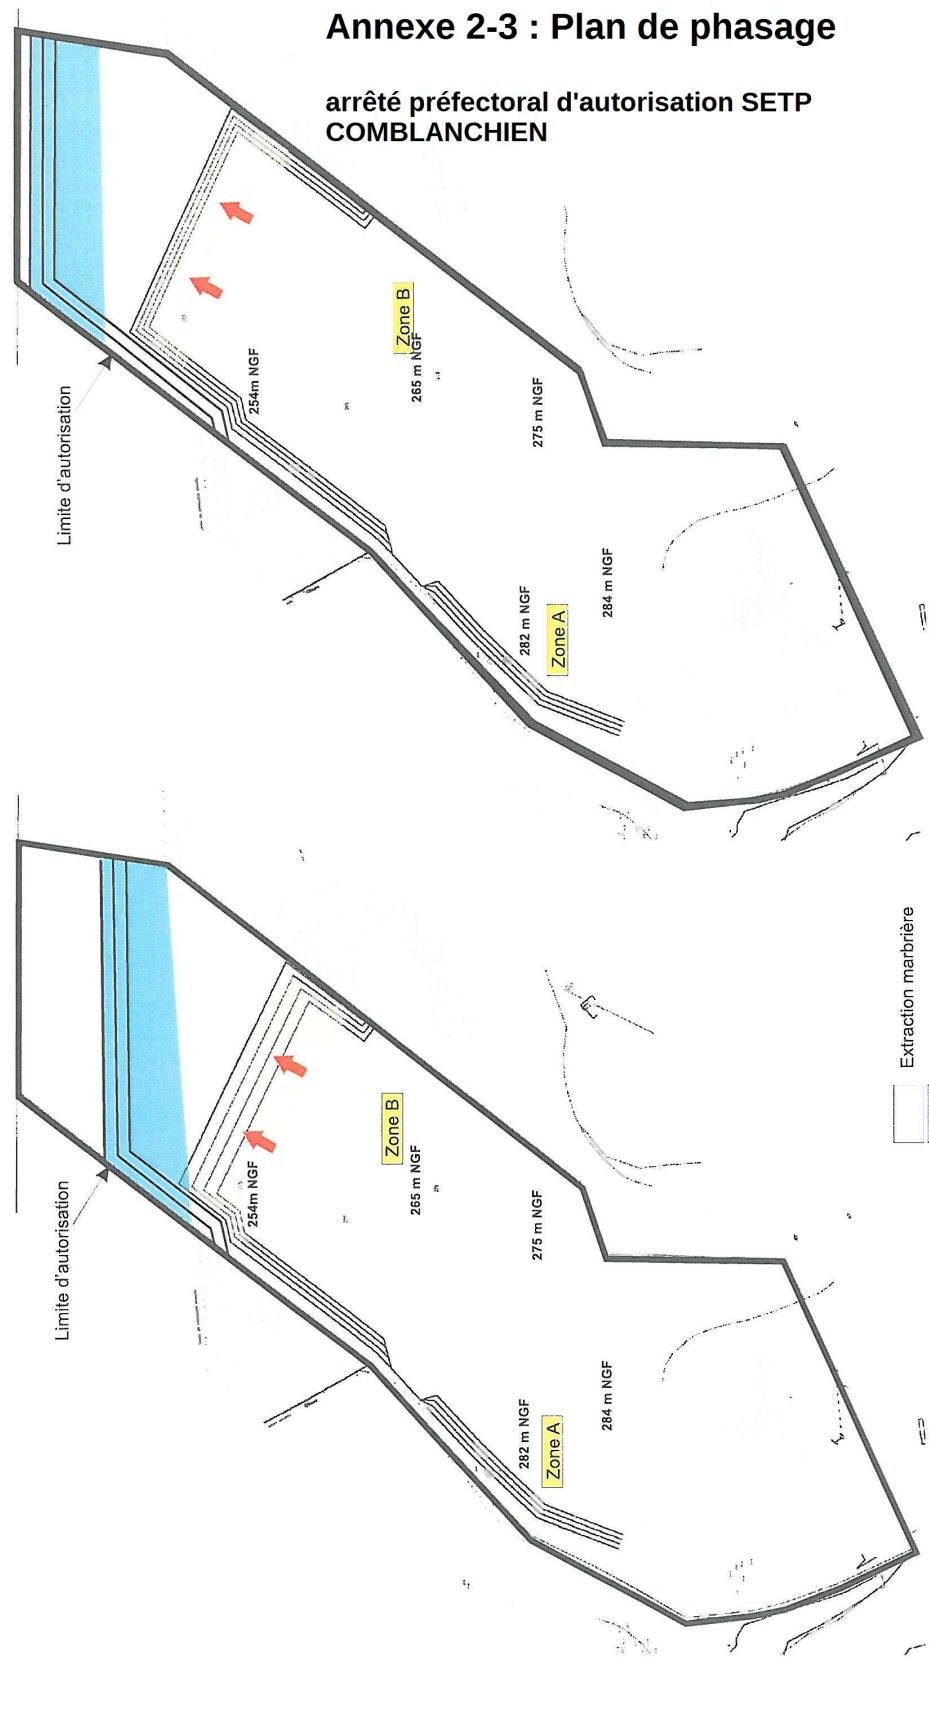 Annexe 2-3 : Plan de phasage
arrêté préfectoral d'autorisation SETP
COMBLANCHIEN
Zone B
265 m NGF
254m NGF
275 m NGF
Limite d'autorisation
284 m NGF
282 m NGF
Zone A
Extraction marbrière
Zone B
265 m NGF
254m NGF
275 m NGF
Limite d'autorisation
284 m NGF
282 m NGF
Zone A